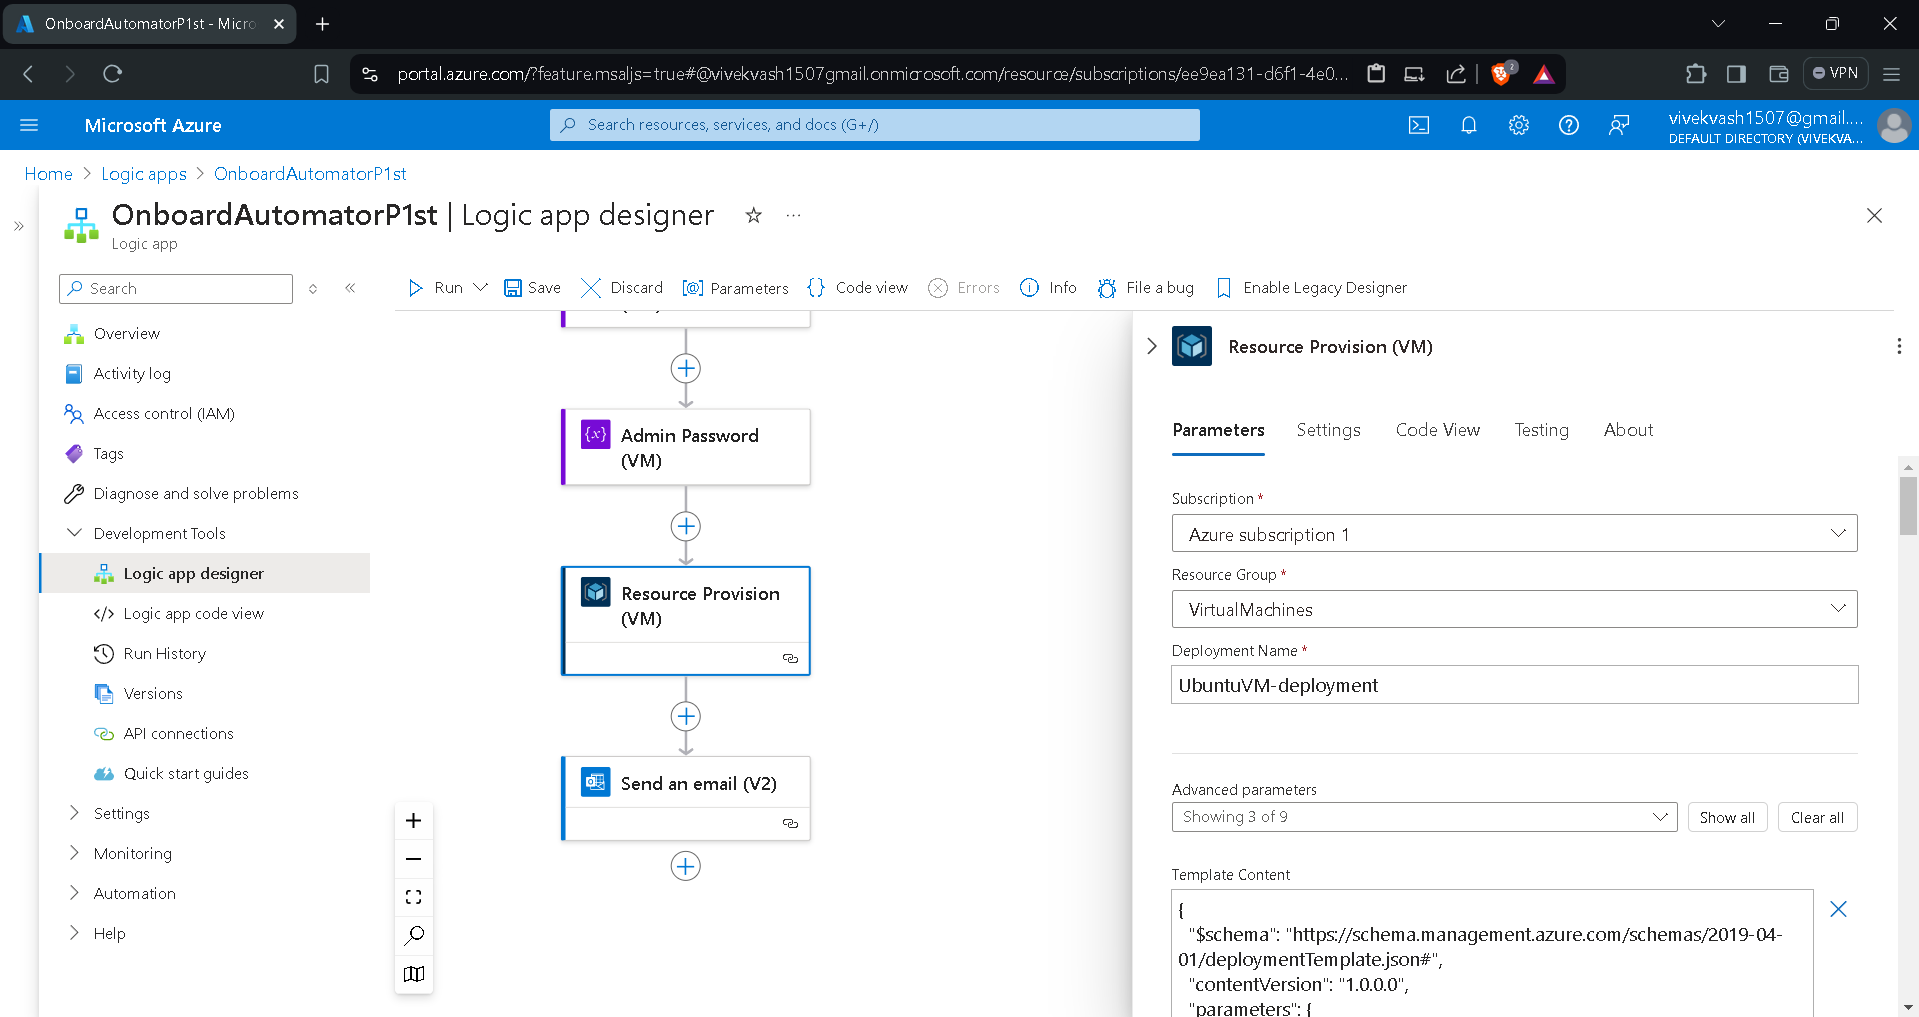 OnboardAutomatorP1st - Micro
portal.azure.com/?feature.msaljs=true#@vivekvash1507gmail.onmicrosoft.com/resource/subscriptions/ee9ea131-d6f1-4e0...
2
VPN
Microsoft Azure
Search resources, services, and docs (G+/)
vivekvash1507@gmail....
DEFAULT DIRECTORY (VIVEKVA...
Home > Logic apps > OnboardAutomatorP1st
OnboardAutomatorP1st | Logic app designer
Logic app
Search
Run
Save
Discard
Parameters
Code view
Errors
Info
File a bug
Enable Legacy Designer
Overview
Activity log
Access control (IAM)
Tags
Diagnose and solve problems
Development Tools
Logic app designer
Logic app code view
Run History
Versions
API connections
Quick start guides
Settings
Monitoring
Automation
Help
Admin Password
(VM)
Resource Provision
(VM)
Send an email (V2)
Resource Provision (VM)
Parameters
Settings
Code View
Testing
About
Subscription *
Azure subscription 1
Resource Group *
VirtualMachines
Deployment Name *
UbuntuVM-deployment
Advanced parameters
Showing 3 of 9
Show all
Clear all
Template Content
{
"$schema": "https://schema.management.azure.com/schemas/2019-04-
01/deploymentTemplate.json#",
"contentVersion": "1.0.0.0",
"parameters": {